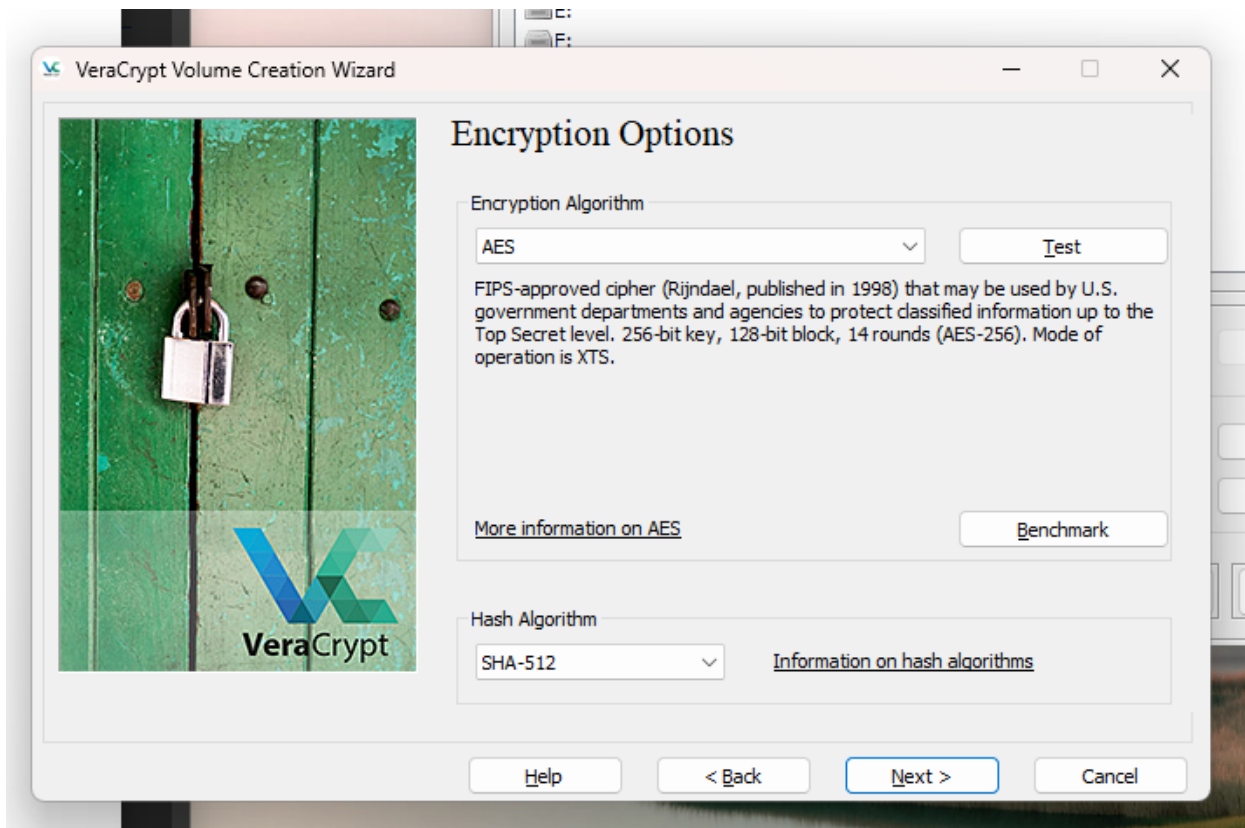 E:
F:
VeraCrypt Volume Creation Wizard
Encryption Options
Encryption Algorithm
AES
Test
FIPS-approved cipher (Rijndael, published in 1998) that may be used by U.S.
government departments and agencies to protect classified information up to the
Top Secret level. 256-bit key, 128-bit block, 14 rounds (AES-256). Mode of
operation is XTS.
More information on AES
Benchmark
VeraCrypt
Hash Algorithm
SHA-512
Information on hash algorithms
Help
< Back
Next >
Cancel